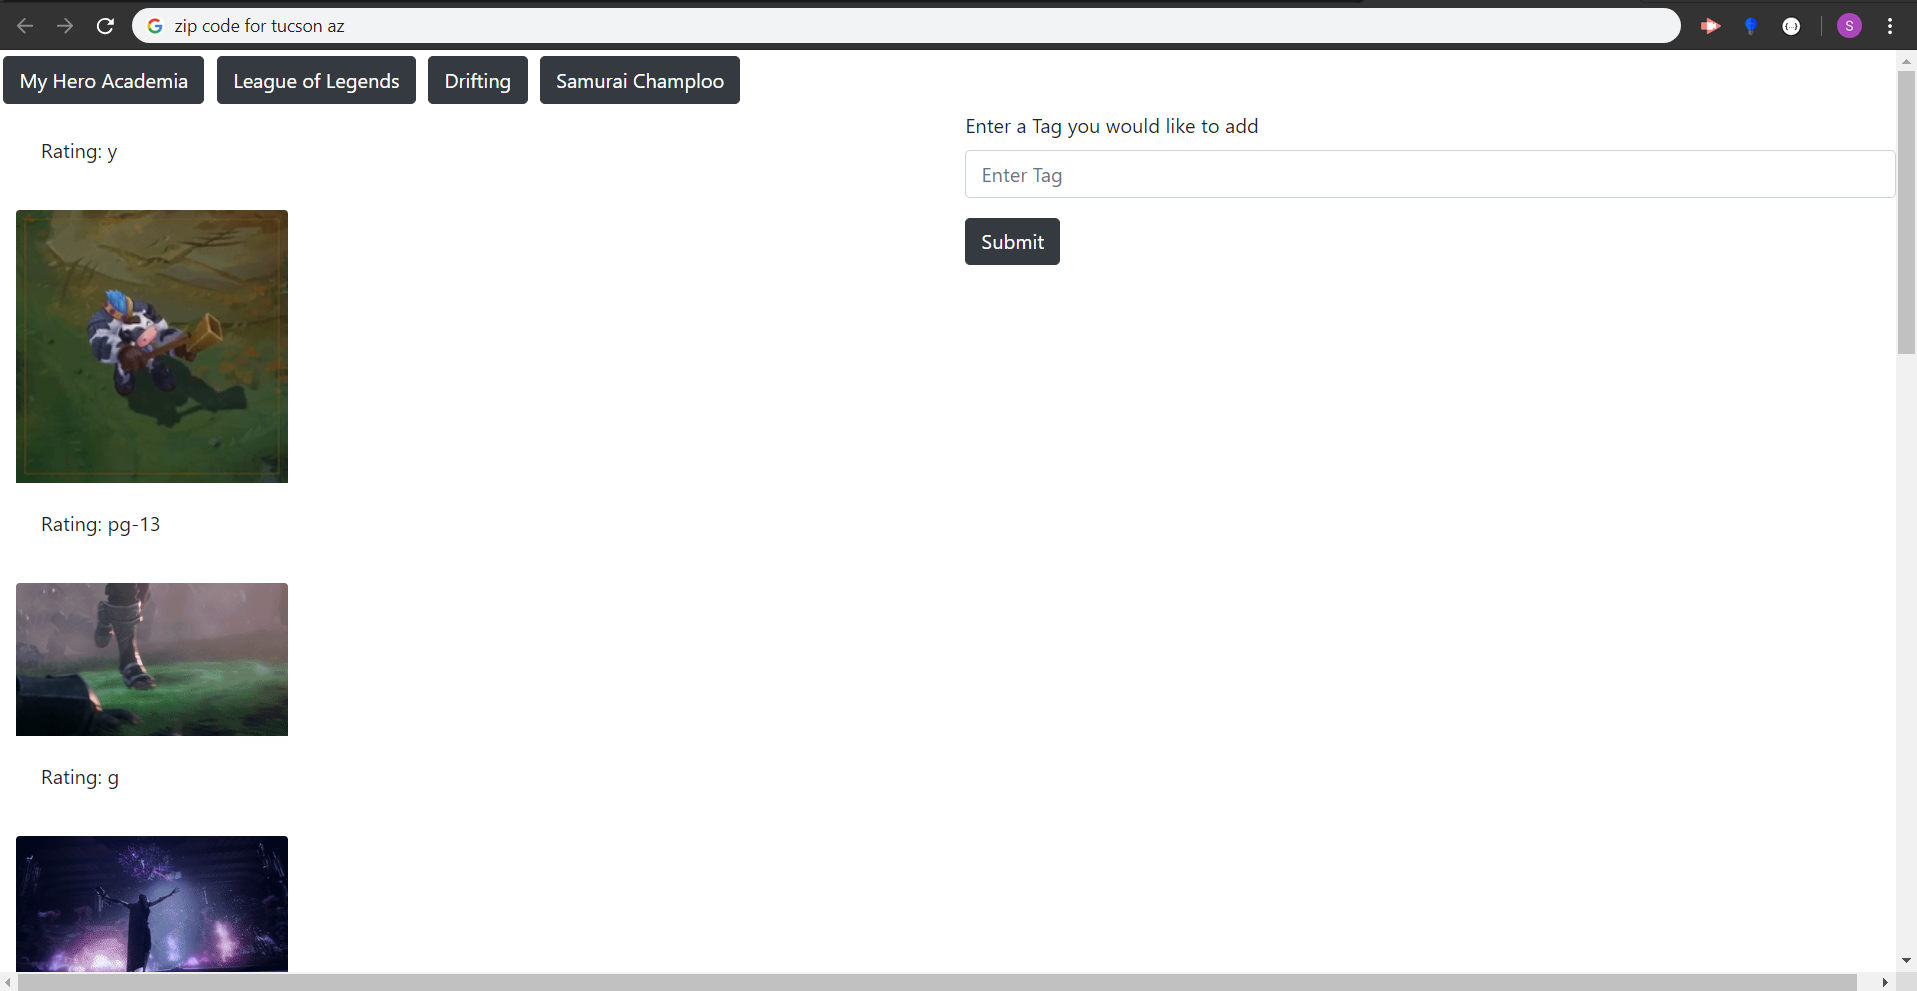 zip code for tucson az
S
My Hero Academia
League of Legends
Drifting
Samurai Champloo
Enter a Tag you would like to add
Rating: y
Enter Tag
Submit
Rating: pg-13
Rating: g